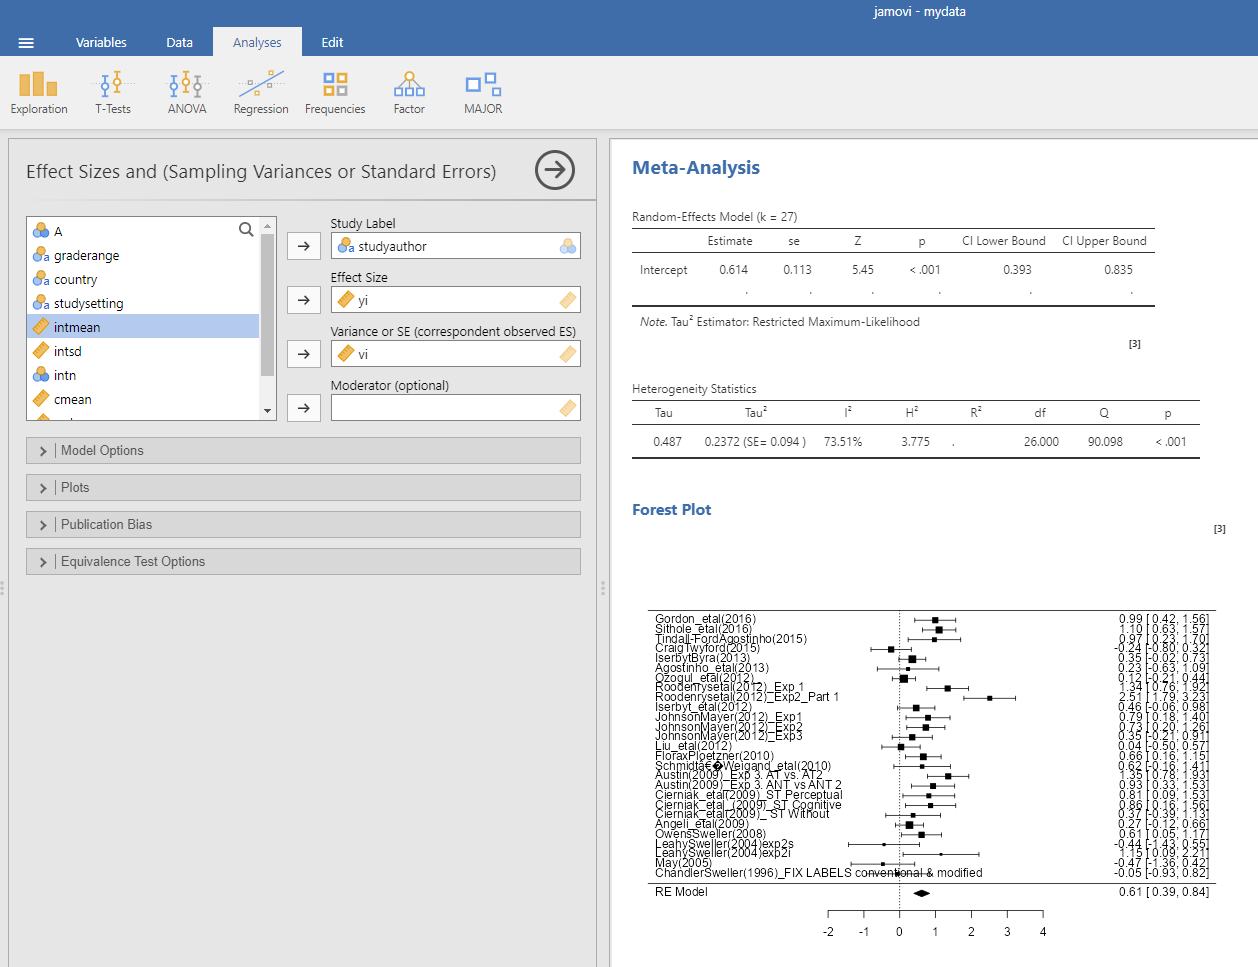 jamovi - mydata
Variables Data Analyses Edit
Exploration T-Tests ANOVA Regression Frequencies Factor MAJOR
Effect Sizes and (Sampling Variances or Standard Errors)
A
graderange
country
studysetting
intmean
intsd
intn
cmean
Study Label
studyauthor
Effect Size
yi
Variance or SE (correspondent observed ES)
vi
Moderator (optional)
Model Options
Plots
Publication Bias
Equivalence Test Options
Meta-Analysis
Random-Effects Model (k = 27)
Estimate se Z p CI Lower Bound CI Upper Bound
Intercept 0.614 0.113 5.45 < .001 0.393 0.835
. . . . . .
Note. Tau² Estimator: Restricted Maximum-Likelihood
[3]
Heterogeneity Statistics
Tau Tau² I² H² R² df Q p
0.487 0.2372 (SE= 0.094 ) 73.51% 3.775 . 26.000 90.098 < .001
Forest Plot
[3]
Gordon_etal(2016) 0.99 [ 0.42, 1.56]
Sithole_etal(2016) 1.10 [ 0.63, 1.57]
Tindall-FordAgostinho(2015) 0.97 [ 0.23, 1.70]
CraigTwyford(2015) -0.24 [-0.80, 0.32]
IserbytByra(2013) 0.35 [-0.02, 0.73]
Agostinho_etal(2013) 0.23 [-0.63, 1.09]
Ozogul_etal(2012)_ 0.12 [-0.21, 0.44]
Roodenrysetal(2012)_Exp 1 1.34 [ 0.76, 1.92]
Roodenrysetal(2012)_Exp2_Part 1 2.51 [ 1.79, 3.23]
Iserbyt_etal(2012) 0.46 [-0.06, 0.98]
JohnsonMayer(2012)_Exp1 0.79 [ 0.18, 1.40]
JohnsonMayer(2012)_Exp2 0.73 [ 0.20, 1.26]
JohnsonMayer(2012)_Exp3 0.35 [-0.21, 0.91]
Liu_etal(2012) 0.04 [-0.50, 0.57]
FloraxPloetzner(2010) 0.66 [ 0.16, 1.15]
Schmidtâ€�Weigand_etal(2010) 0.62 [-0.16, 1.41]
Austin(2009)_Exp 3. AT vs. AT2 1.35 [ 0.78, 1.93]
Austin(2009)_Exp 3. ANT vs ANT 2 0.93 [ 0.33, 1.53]
Cierniak_etal(2009)_ST Perceptual 0.81 [ 0.09, 1.53]
Cierniak_etal_(2009)_ST Cognitive 0.86 [ 0.16, 1.56]
Cierniak_etal(2009)_ ST Without 0.37 [-0.39, 1.13]
Angeli_etal(2009) 0.27 [-0.12, 0.66]
OwensSweller(2008) 0.61 [ 0.05, 1.17]
LeahySweller(2004)exp2s -0.44 [-1.43, 0.55]
LeahySweller(2004)exp2i 1.15 [ 0.09, 2.21]
May(2005) -0.47 [-1.36, 0.42]
ChandlerSweller(1996)_FIX LABELS conventional & modified -0.05 [-0.93, 0.82]
RE Model 0.61 [ 0.39, 0.84]
-2 -1 0 1 2 3 4